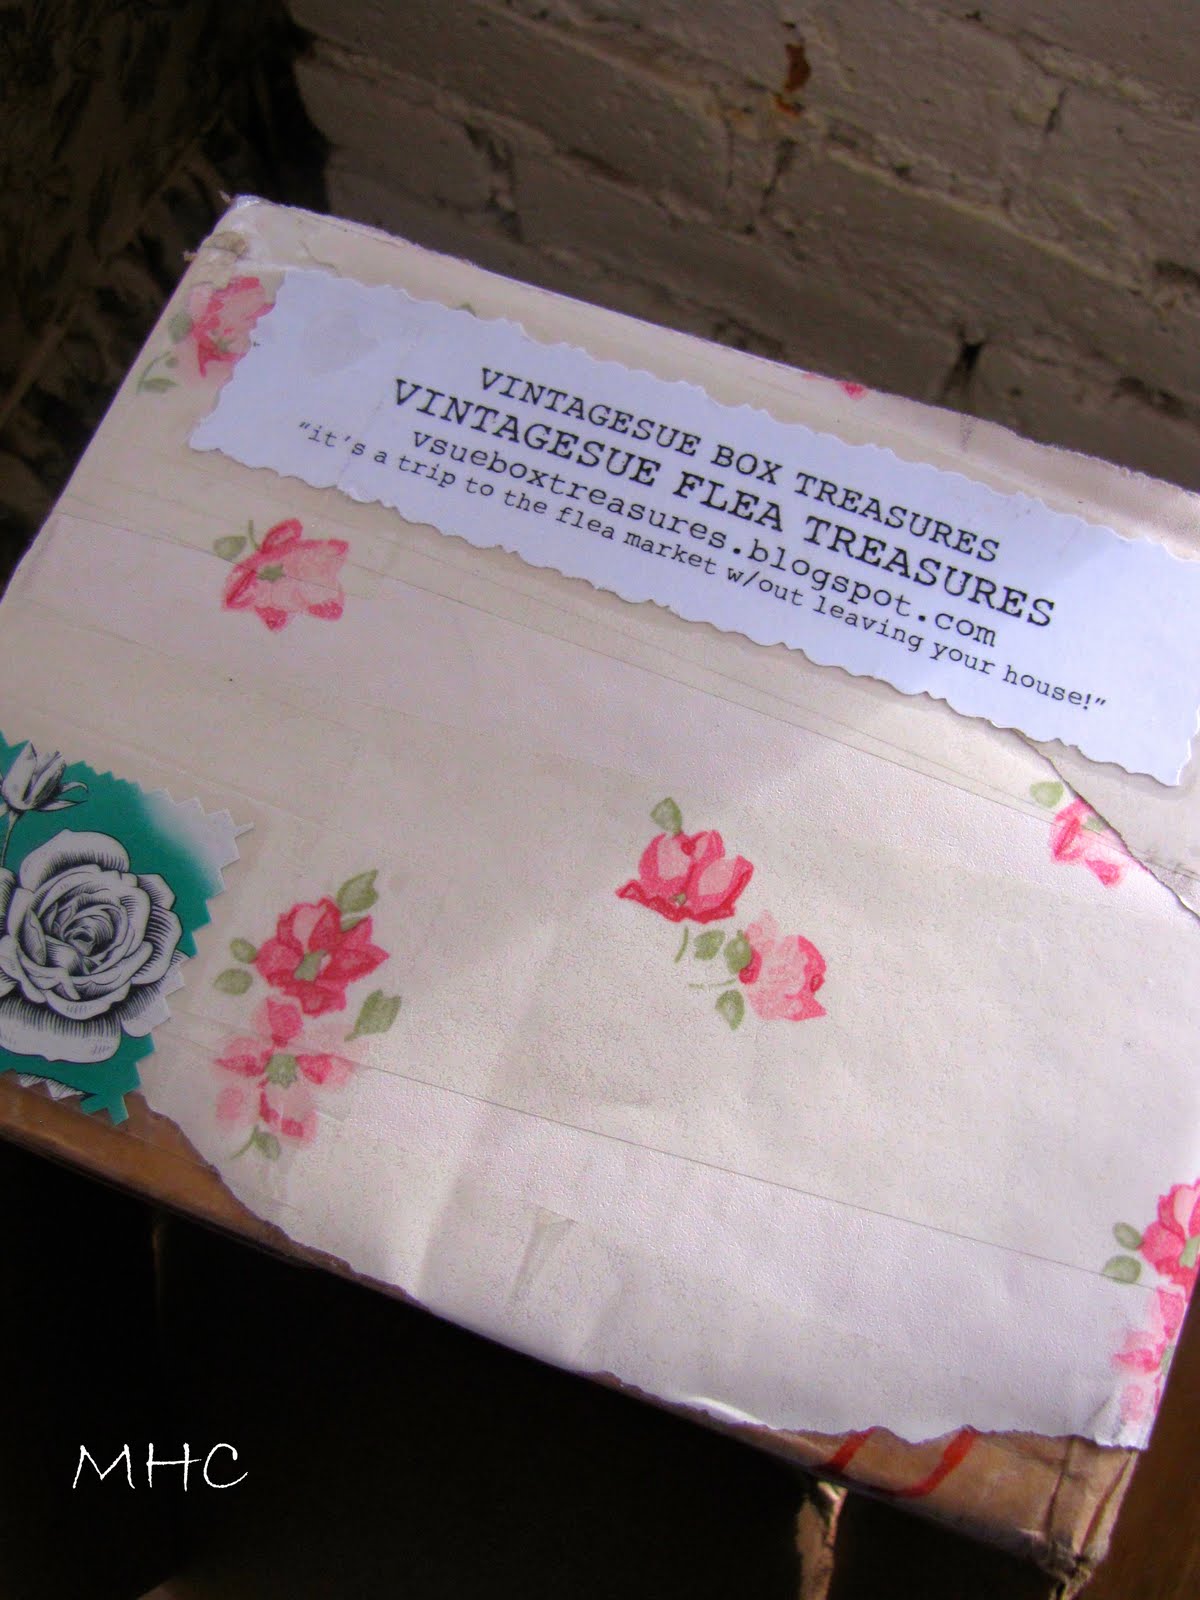 VINTAGESUE BOX TREASURES
VINTAGESUE FLEA TREASURES
vsueboxtreasures.blogspot.com
"it's a trip to the flea market w/out leaving your house!"
MHC